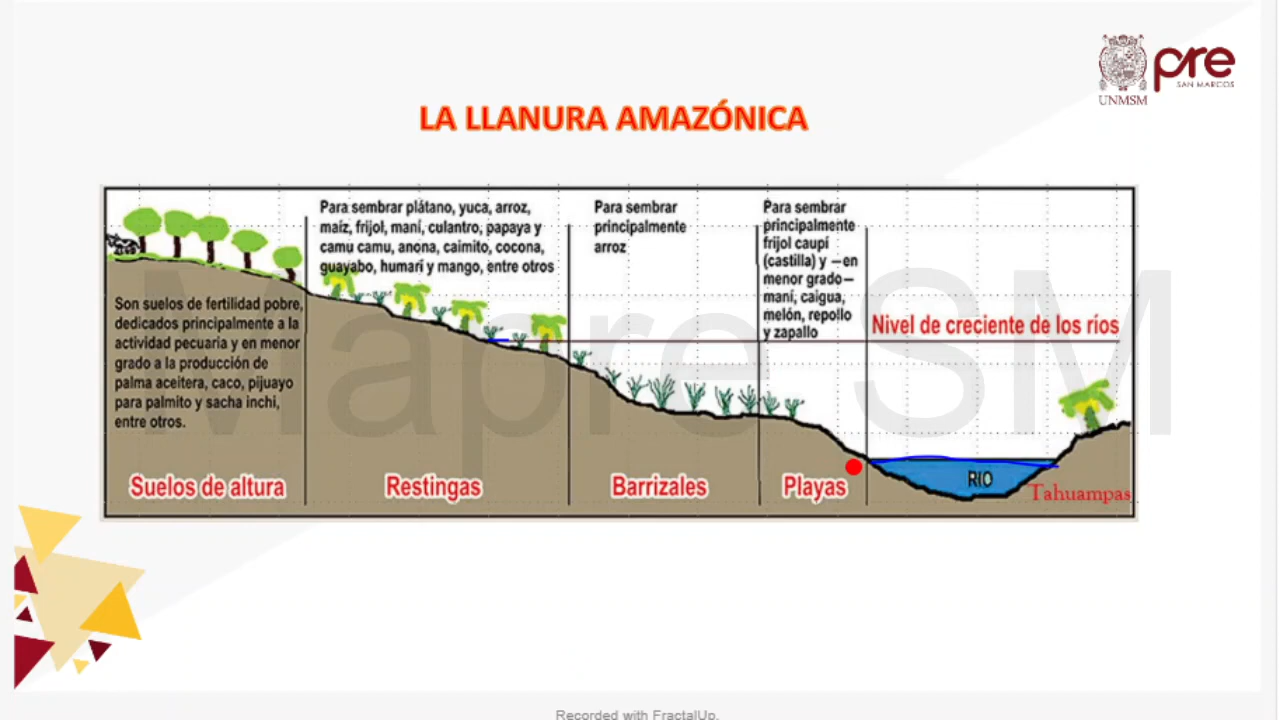 UNMSM
pre
SAN MARCOS
LA LLANURA AMAZÓNICA
Son suelos de fertilidad pobre,
dedicados principalmente a la
actividad pecuaria y en menor
grado a la producción de
palma aceitera, caco, pijuayo
para palmito y sacha inchi,
entre otros.
Suelos de altura
Para sembrar plátano, yuca, arroz,
maíz, frijol, maní, culantro, papaya y
camu camu, anona, caimito, cocona,
guayabo, humarí y mango, entre otros
Restingas
Para sembrar
principalmente
arroz
Barrizales
Para sembrar
principalmente
frijol caupí
(castilla) y —en
menor grado—
maní, caigua,
melón, repollo
y zapallo
Playas
Nivel de creciente de los ríos
RIO
Tahuampas
Mapre SM
Recorded with FractalUp.